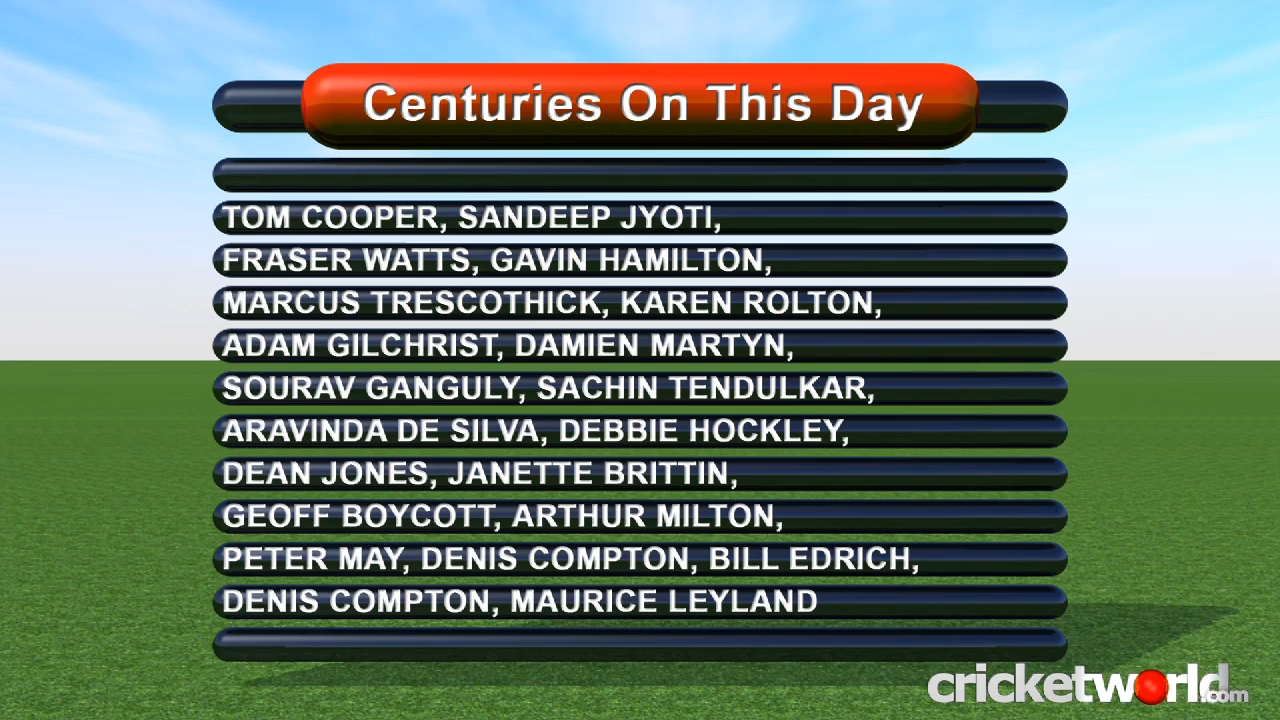 Centuries On This Day
TOM COOPER, SANDEEP JYOTI,
FRASER WATTS, GAVIN HAMILTON,
MARCUS TRESCOTHICK, KAREN ROLTON,
ADAM GILCHRIST, DAMIEN MARTYN,
SOURAV GANGULY, SACHIN TENDULKAR,
ARAVINDA DE SILVA, DEBBIE HOCKLEY,
DEAN JONES, JANETTE BRITTIN,
GEOFF BOYCOTT, ARTHUR MILTON,
PETER MAY, DENIS COMPTON, BILL EDRICH,
DENIS COMPTON, MAURICE LEYLAND
cricketworld.com